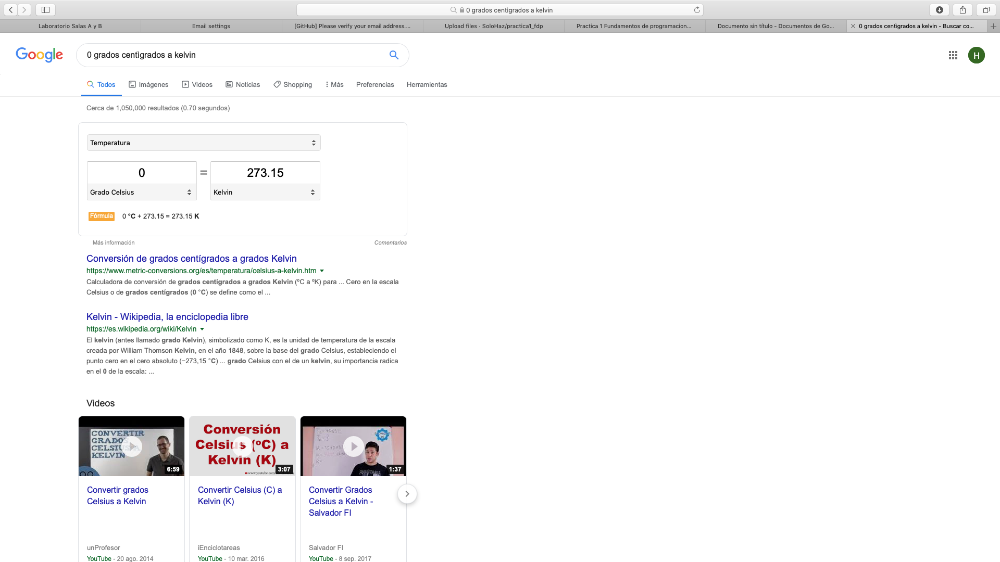 0 grados centìgrados a kelvin
Laboratorio Salas A y B
Email settings
[GitHub] Please verify your email address....
Upload files · SoloHaz/practica1_fdp
Practica 1 Fundamentos de programacion...
Documento sin título - Documentos de Go...
0 grados centìgrados a kelvin - Buscar co...
Google
0 grados centìgrados a kelvin
H
Todos
Imágenes
Videos
Noticias
Shopping
Más
Preferencias
Herramientas
Cerca de 1,050,000 resultados (0.70 segundos)
Temperatura
0 = 273.15
Grado Celsius
Kelvin
Fórmula 0 °C + 273.15 = 273.15 K
Más información
Comentarios
Conversión de grados centígrados a grados Kelvin
https://www.metric-conversions.org/es/temperatura/celsius-a-kelvin.htm
Calculadora de conversión de grados centígrados a grados Kelvin (ºC a ºK) para ... Cero en la escala
Celsius o de grados centígrados (0 °C) se define como el ...
Kelvin - Wikipedia, la enciclopedia libre
https://es.wikipedia.org/wiki/Kelvin
El kelvin (antes llamado grado Kelvin), simbolizado como K, es la unidad de temperatura de la escala
creada por William Thomson Kelvin, en el año 1848, sobre la base del grado Celsius, estableciendo el
punto cero en el cero absoluto (−273,15 °C) ... grado Celsius con el de un kelvin, su importancia radica
en el 0 de la escala: ...
Videos
CONVERTIR
GRADOS
CELSIUS A
KELVIN
6:59
Conversión
Celsius (ºC) a
Kelvin (K)
www.youtube.com
3:07
SALVADOR
FI
1:37
Convertir grados
Celsius a Kelvin
unProfesor
YouTube - 20 ago. 2014
Convertir Celsius (C) a
Kelvin (K)
iEnciclotareas
YouTube - 10 mar. 2016
Convertir Grados
Celsius a Kelvin -
Salvador FI
Salvador FI
YouTube - 8 sep. 2017